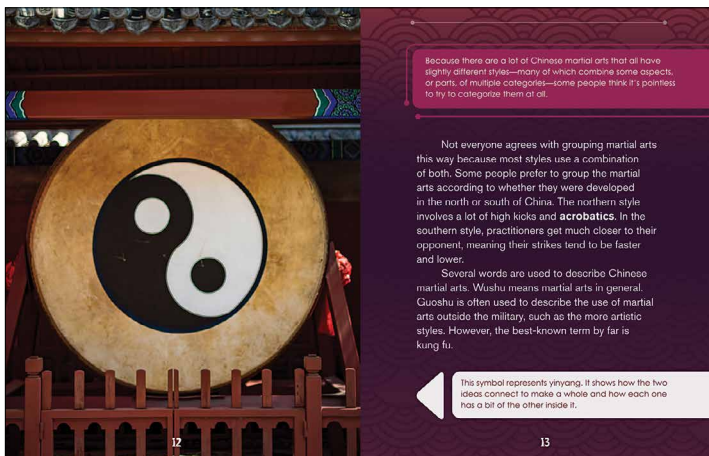 Because there are a lot of Chinese martial arts that all have
slightly different styles—many of which combine some aspects,
or parts, of multiple categories—some people think it's pointless
to try to categorize them at all.
Not everyone agrees with grouping martial arts
this way because most styles use a combination
of both. Some people prefer to group the martial
arts according to whether they were developed
in the north or south of China. The northern style
involves a lot of high kicks and acrobatics. In the
southern style, practitioners get much closer to their
opponent, meaning their strikes tend to be faster
and lower.
Several words are used to describe Chinese
martial arts. Wushu means martial arts in general.
Guoshu is often used to describe the use of martial
arts outside the military, such as the more artistic
styles. However, the best-known term by far is
kung fu.
This symbol represents yinyang. It shows how the two
ideas connect to make a whole and how each one
has a bit of the other inside it.
12
13